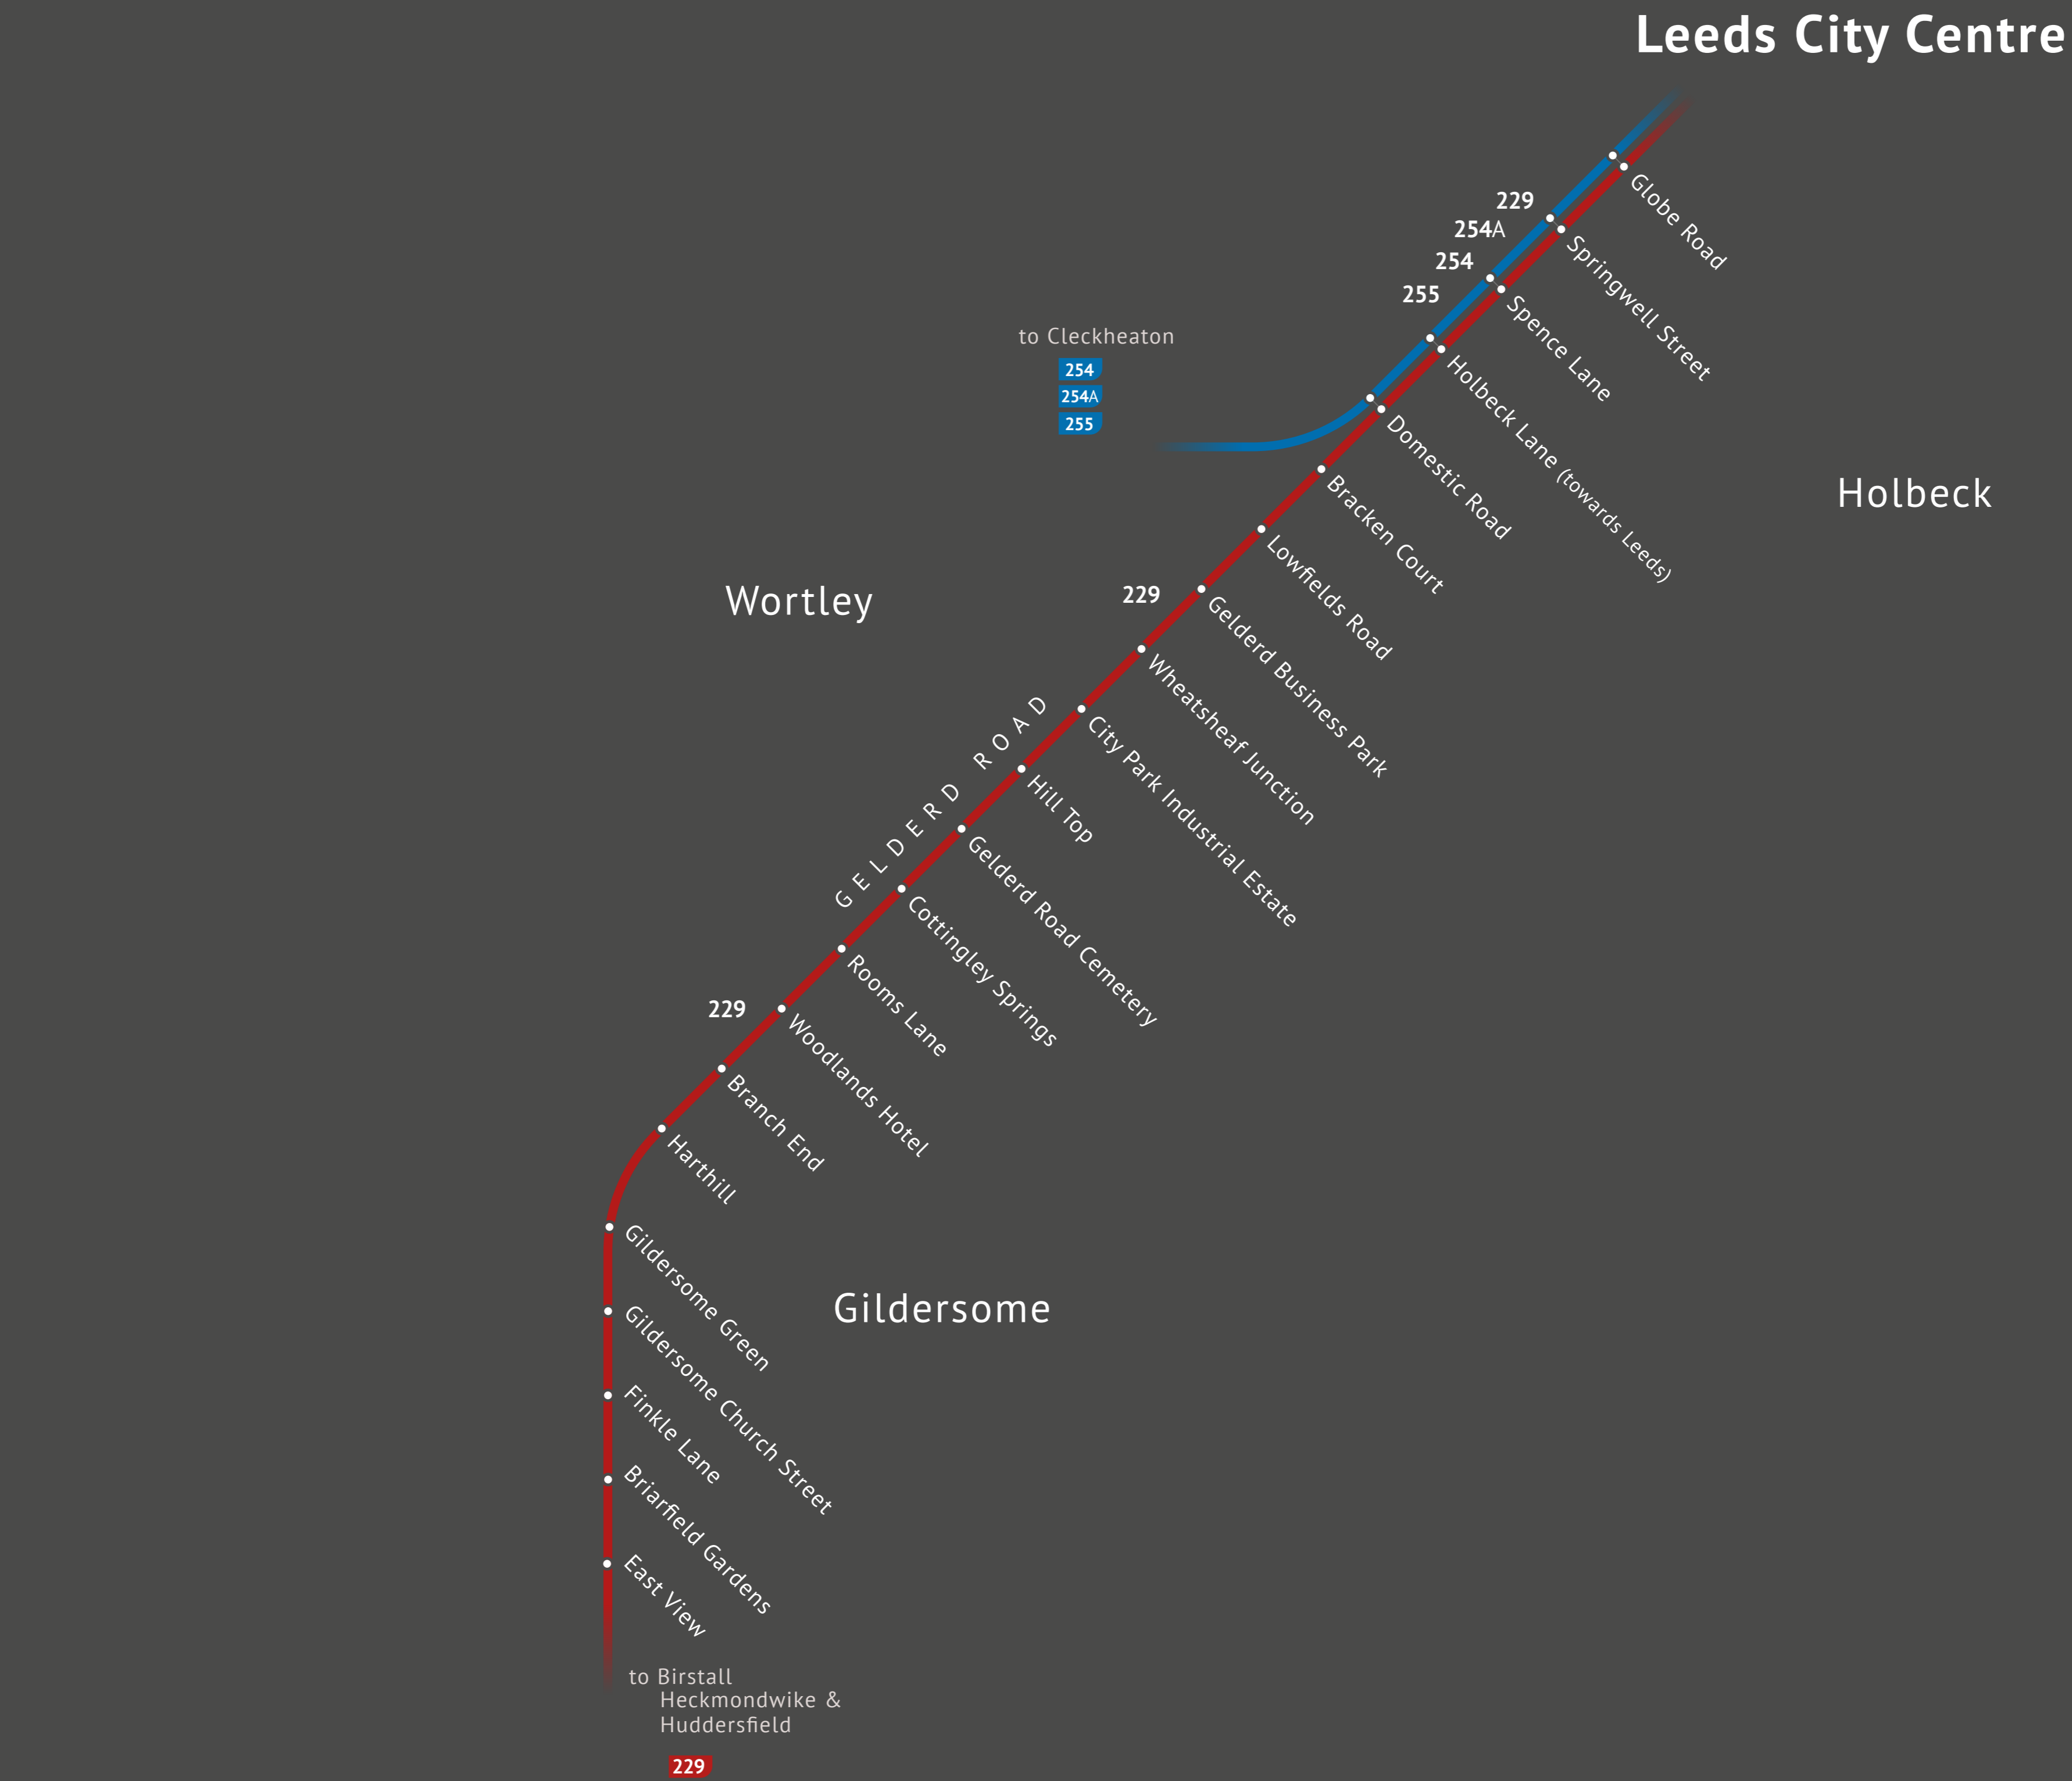 Leeds City Centre
Globe Road
229
Springwell Street
254A
Spence Lane
254
Holbeck Lane (towards Leeds)
255
Domestic Road
to Cleckheaton
254
254A
255
Holbeck
Bracken Court
Lowfields Road
Wortley
229
Gelderd Business Park
Wheatsheaf Junction
City Park Industrial Estate
GELDERD ROAD
Hill Top
Gelderd Road Cemetery
Cottingley Springs
Rooms Lane
229
Woodlands Hotel
Branch End
Harthill
Gildersome Green
Gildersome
Gildersome Church Street
Finkle Lane
Briarfield Gardens
East View
to Birstall
Heckmondwike &
Huddersfield
229